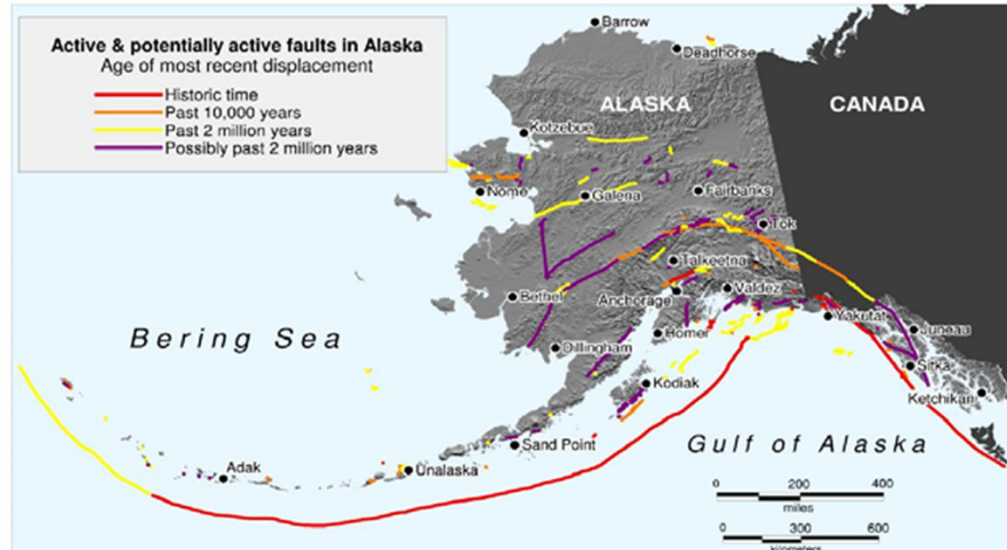 Active & potentially active faults in Alaska
Age of most recent displacement
Historic time
Past 10,000 years
Past 2 million years
Possibly past 2 million years
Barrow
Deadhorse
ALASKA
CANADA
Kotzebue
Nome
Galena
Fairbanks
Tok
Talkeetna
Bethel
Anchorage
Valdez
Yakutat
Juneau
Homer
Dillingham
Sitka
Kodiak
Ketchikan
Bering Sea
Sand Point
Gulf of Alaska
Adak
Unalaska
0 200 400
miles
0 300 600
kilometers